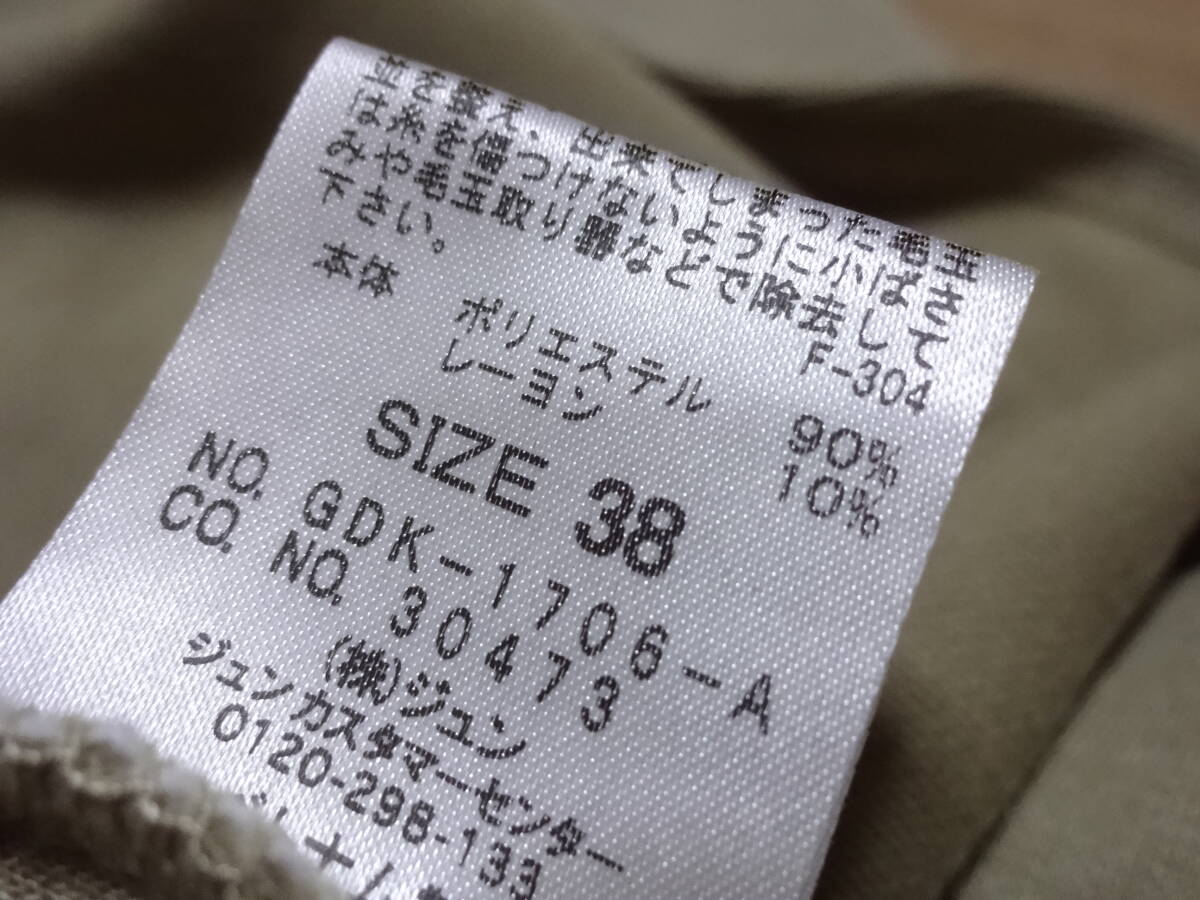 を整え、出来てしまった毛玉
は糸を傷つけないように小ばさ
みや毛玉取り器などで除去して
下さい。
F-304
本体 ポリエステル 90%
レーヨン 10%
SIZE 38
NO. GDK-1706-A
CO. NO. 30473
(株)ジュン
ジュンカスタマーセンター
0120-298-133